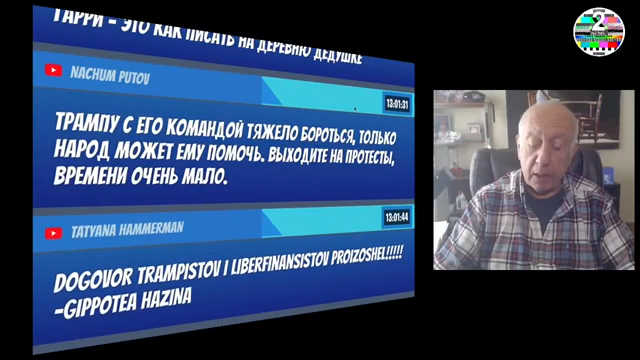 ГАРРИ - ЭТО КАК ПИСАТЬ НА ДЕРЕВНЮ ДЕДУШКЕ
NACHUM PUTOV
13:01:31
ТРАМПУ С ЕГО КОМАНДОЙ ТЯЖЕЛО БОРОТЬСЯ, ТОЛЬКО
НАРОД МОЖЕТ ЕМУ ПОМОЧЬ. ВЫХОДИТЕ НА ПРОТЕСТЫ,
ВРЕМЕНИ ОЧЕНЬ МАЛО.
TATYANA HAMMERMAN
13:01:44
DOGOVOR TRAMPISTOV I LIBERFINANSISTOV PROIZOSHEL!!!!!
-GIPPOTEA HAZINA
2